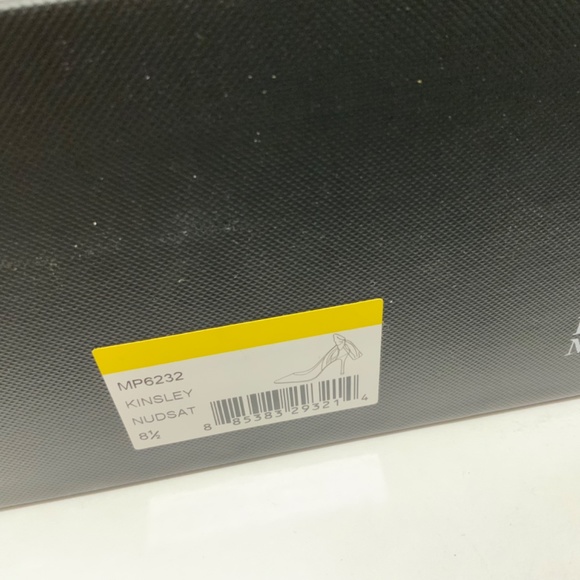 MP6232
KINSLEY
NUDSAT
8½
8 85383 29321 4